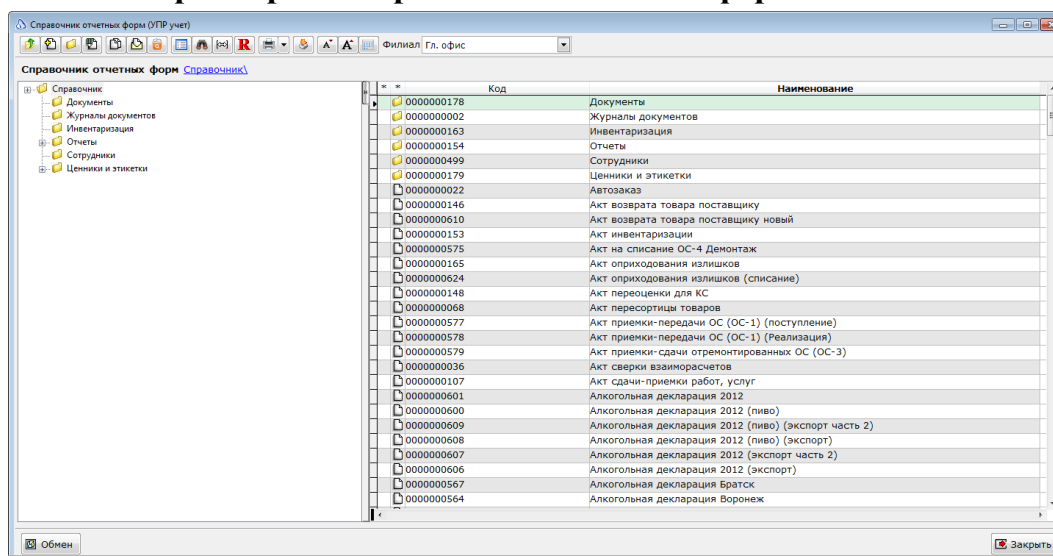 Справочник отчетных форм (УПР учет)
R A A Филиал Гл. офис
Справочник отчетных форм Справочник\
Справочник
Документы
Журналы документов
Инвентаризация
Отчеты
Сотрудники
Ценники и этикетки
* * Код Наименование
0000000178 Документы
0000000002 Журналы документов
0000000163 Инвентаризация
0000000154 Отчеты
0000000499 Сотрудники
0000000179 Ценники и этикетки
0000000022 Автозаказ
0000000146 Акт возврата товара поставщику
0000000610 Акт возврата товара поставщику новый
0000000153 Акт инвентаризации
0000000575 Акт на списание ОС-4 Демонтаж
0000000165 Акт оприходования излишков
0000000624 Акт оприходования излишков (списание)
0000000148 Акт переоценки для КС
0000000068 Акт пересортицы товаров
0000000577 Акт приемки-передачи ОС (ОС-1) (поступление)
0000000578 Акт приемки-передачи ОС (ОС-1) (Реализация)
0000000579 Акт приемки-сдачи отремонтированных ОС (ОС-3)
0000000036 Акт сверки взаиморасчетов
0000000107 Акт сдачи-приемки работ, услуг
0000000601 Алкогольная декларация 2012
0000000600 Алкогольная декларация 2012 (пиво)
0000000609 Алкогольная декларация 2012 (пиво) (экспорт часть 2)
0000000608 Алкогольная декларация 2012 (пиво) (экспорт)
0000000607 Алкогольная декларация 2012 (экспорт часть 2)
0000000606 Алкогольная декларация 2012 (экспорт)
0000000567 Алкогольная декларация Братск
0000000564 Алкогольная декларация Воронеж
Обмен Закрыть